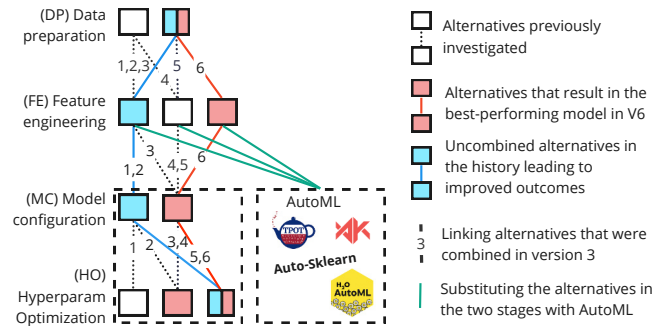 (DP) Data
preparation
1,2,3
5
4
6
(FE) Feature
engineering
1,2
3
4,5
6
(MC) Model
configuration
1
2
3,4
5,6
(HO)
Hyperparam
Optimization
AutoML
TPOT
AK
Auto-Sklearn
H₂O
AutoML
Alternatives previously
investigated
Alternatives that result in the
best-performing model in V6
Uncombined alternatives in
the history leading to
improved outcomes
3
Linking alternatives that were
combined in version 3
Substituting the alternatives in
the two stages with AutoML